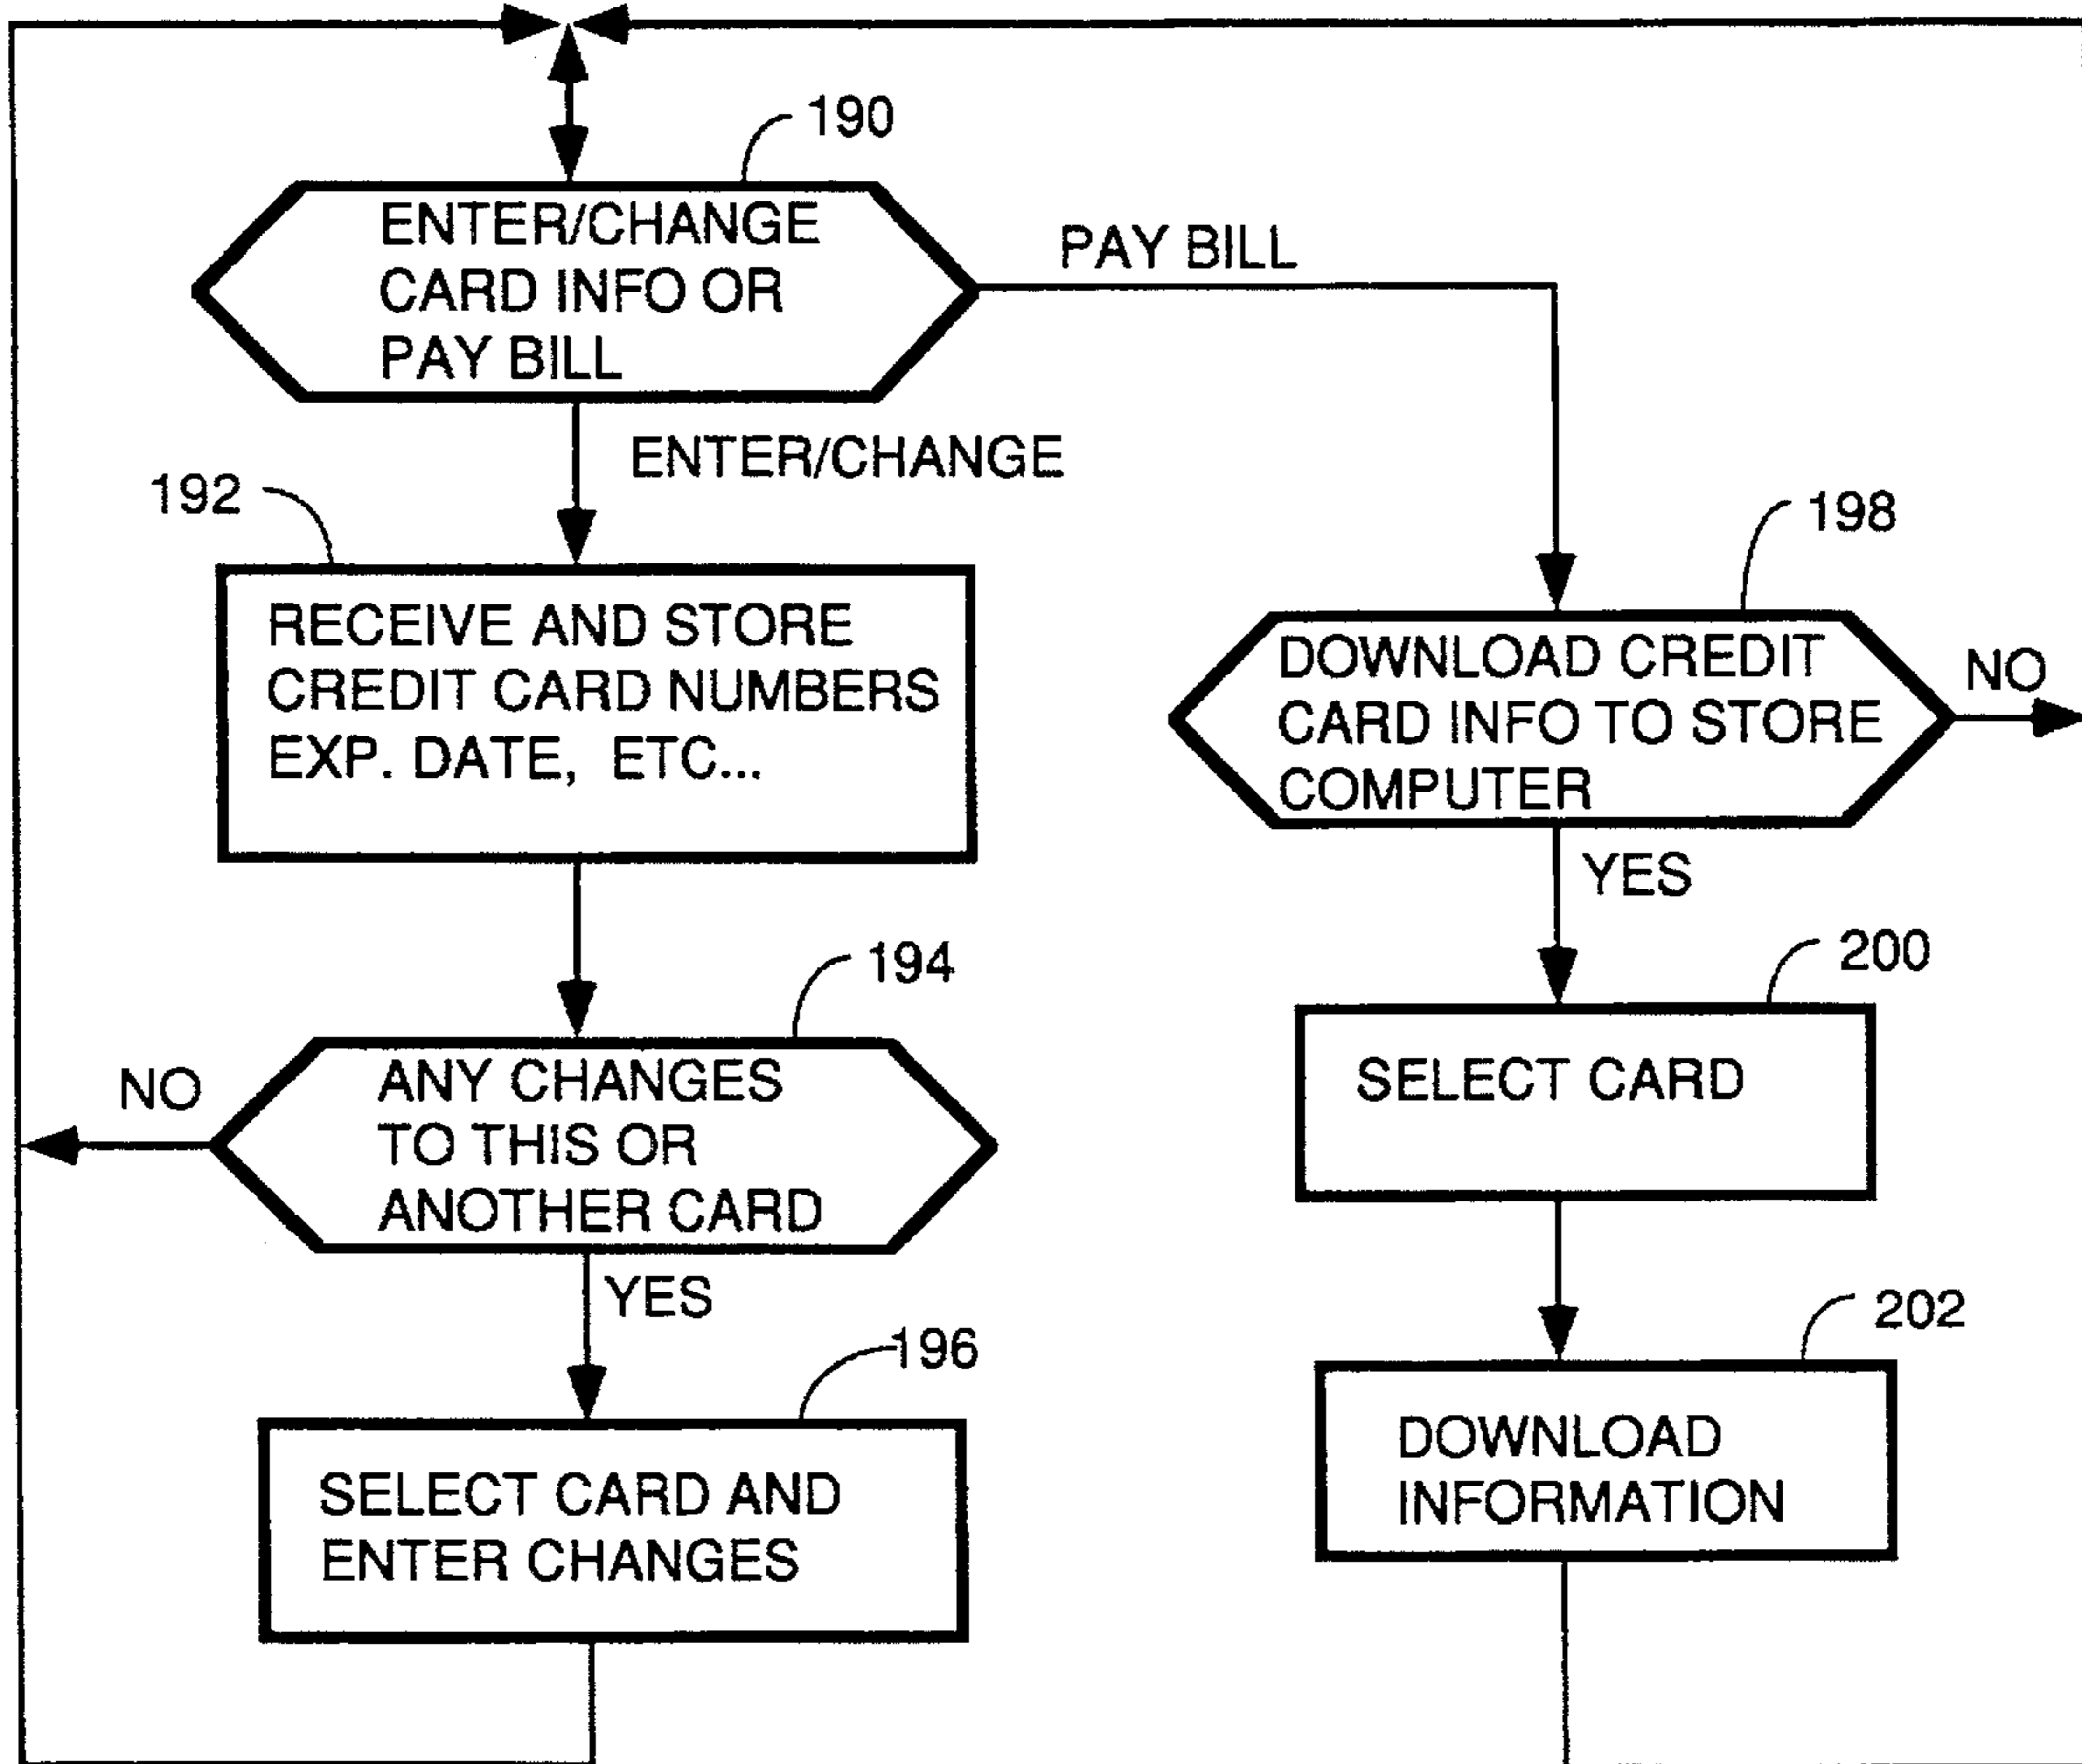 190
ENTER/CHANGE
CARD INFO OR
PAY BILL
PAY BILL
ENTER/CHANGE
192
RECEIVE AND STORE
CREDIT CARD NUMBERS
EXP. DATE, ETC...
194
ANY CHANGES
TO THIS OR
ANOTHER CARD
NO
YES
196
SELECT CARD AND
ENTER CHANGES
198
DOWNLOAD CREDIT
CARD INFO TO STORE
COMPUTER
NO
YES
200
SELECT CARD
202
DOWNLOAD
INFORMATION